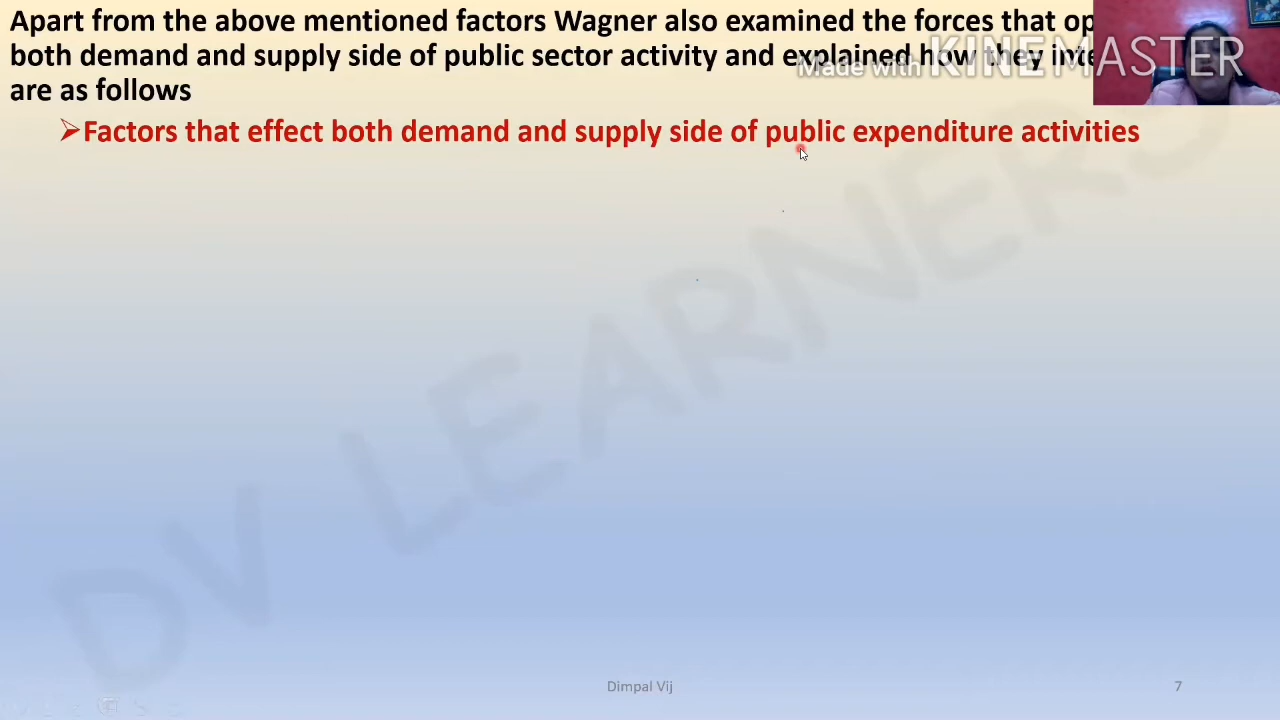 Apart from the above mentioned factors Wagner also examined the forces that op
both demand and supply side of public sector activity and explained how they inte
are as follows
Made with KINEMASTER
➢Factors that effect both demand and supply side of public expenditure activities
DV LEARNERS
Dimpal Vij
7